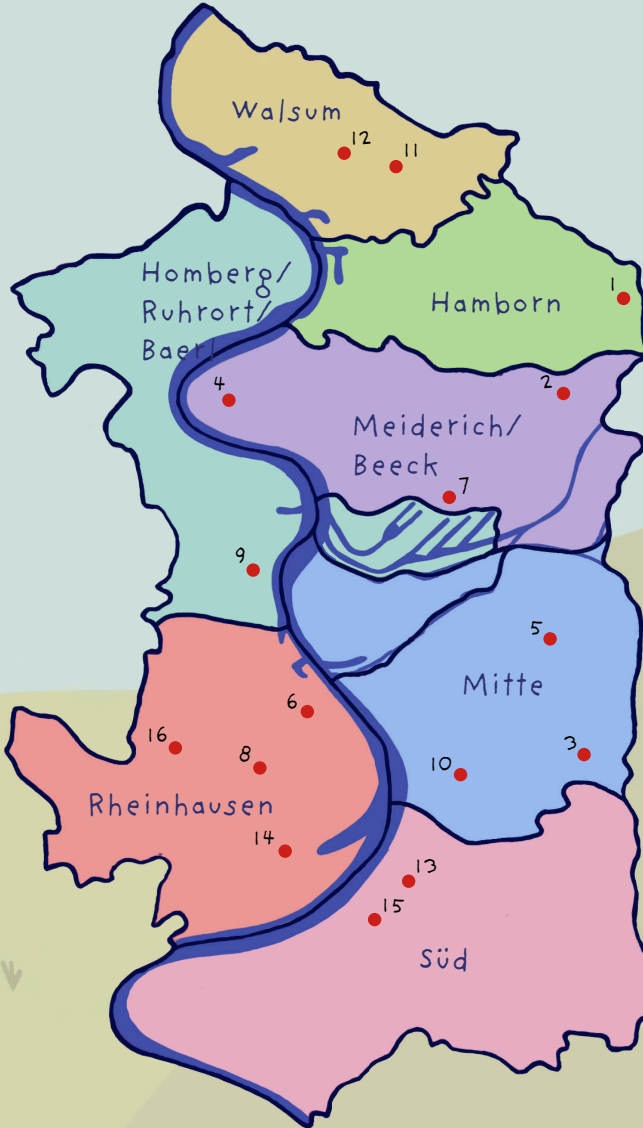 Walsum
12
11
Homberg/
Ruhrort/
Baerl
1
Hamborn
4
2
Meiderich/
Beeck
7
9
5
Mitte
6
16
8
3
10
Rheinhausen
14
13
15
Süd